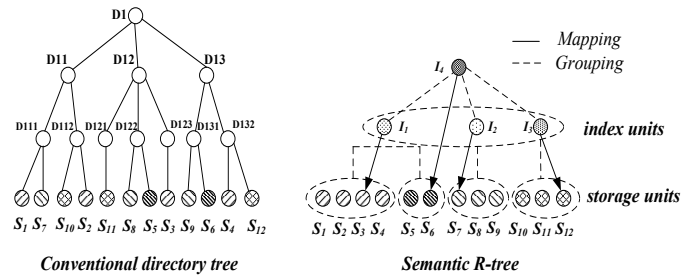 D1
D11 D12 D13
D111 D112 D121 D122 D123 D131 D132
S1 S7 S10 S2 S11 S8 S5 S3 S9 S6 S4 S12
Conventional directory tree
Mapping
Grouping
I4
I1 I2 I3 index units
storage units
S1 S2 S3 S4 S5 S6 S7 S8 S9 S10 S11 S12
Semantic R-tree